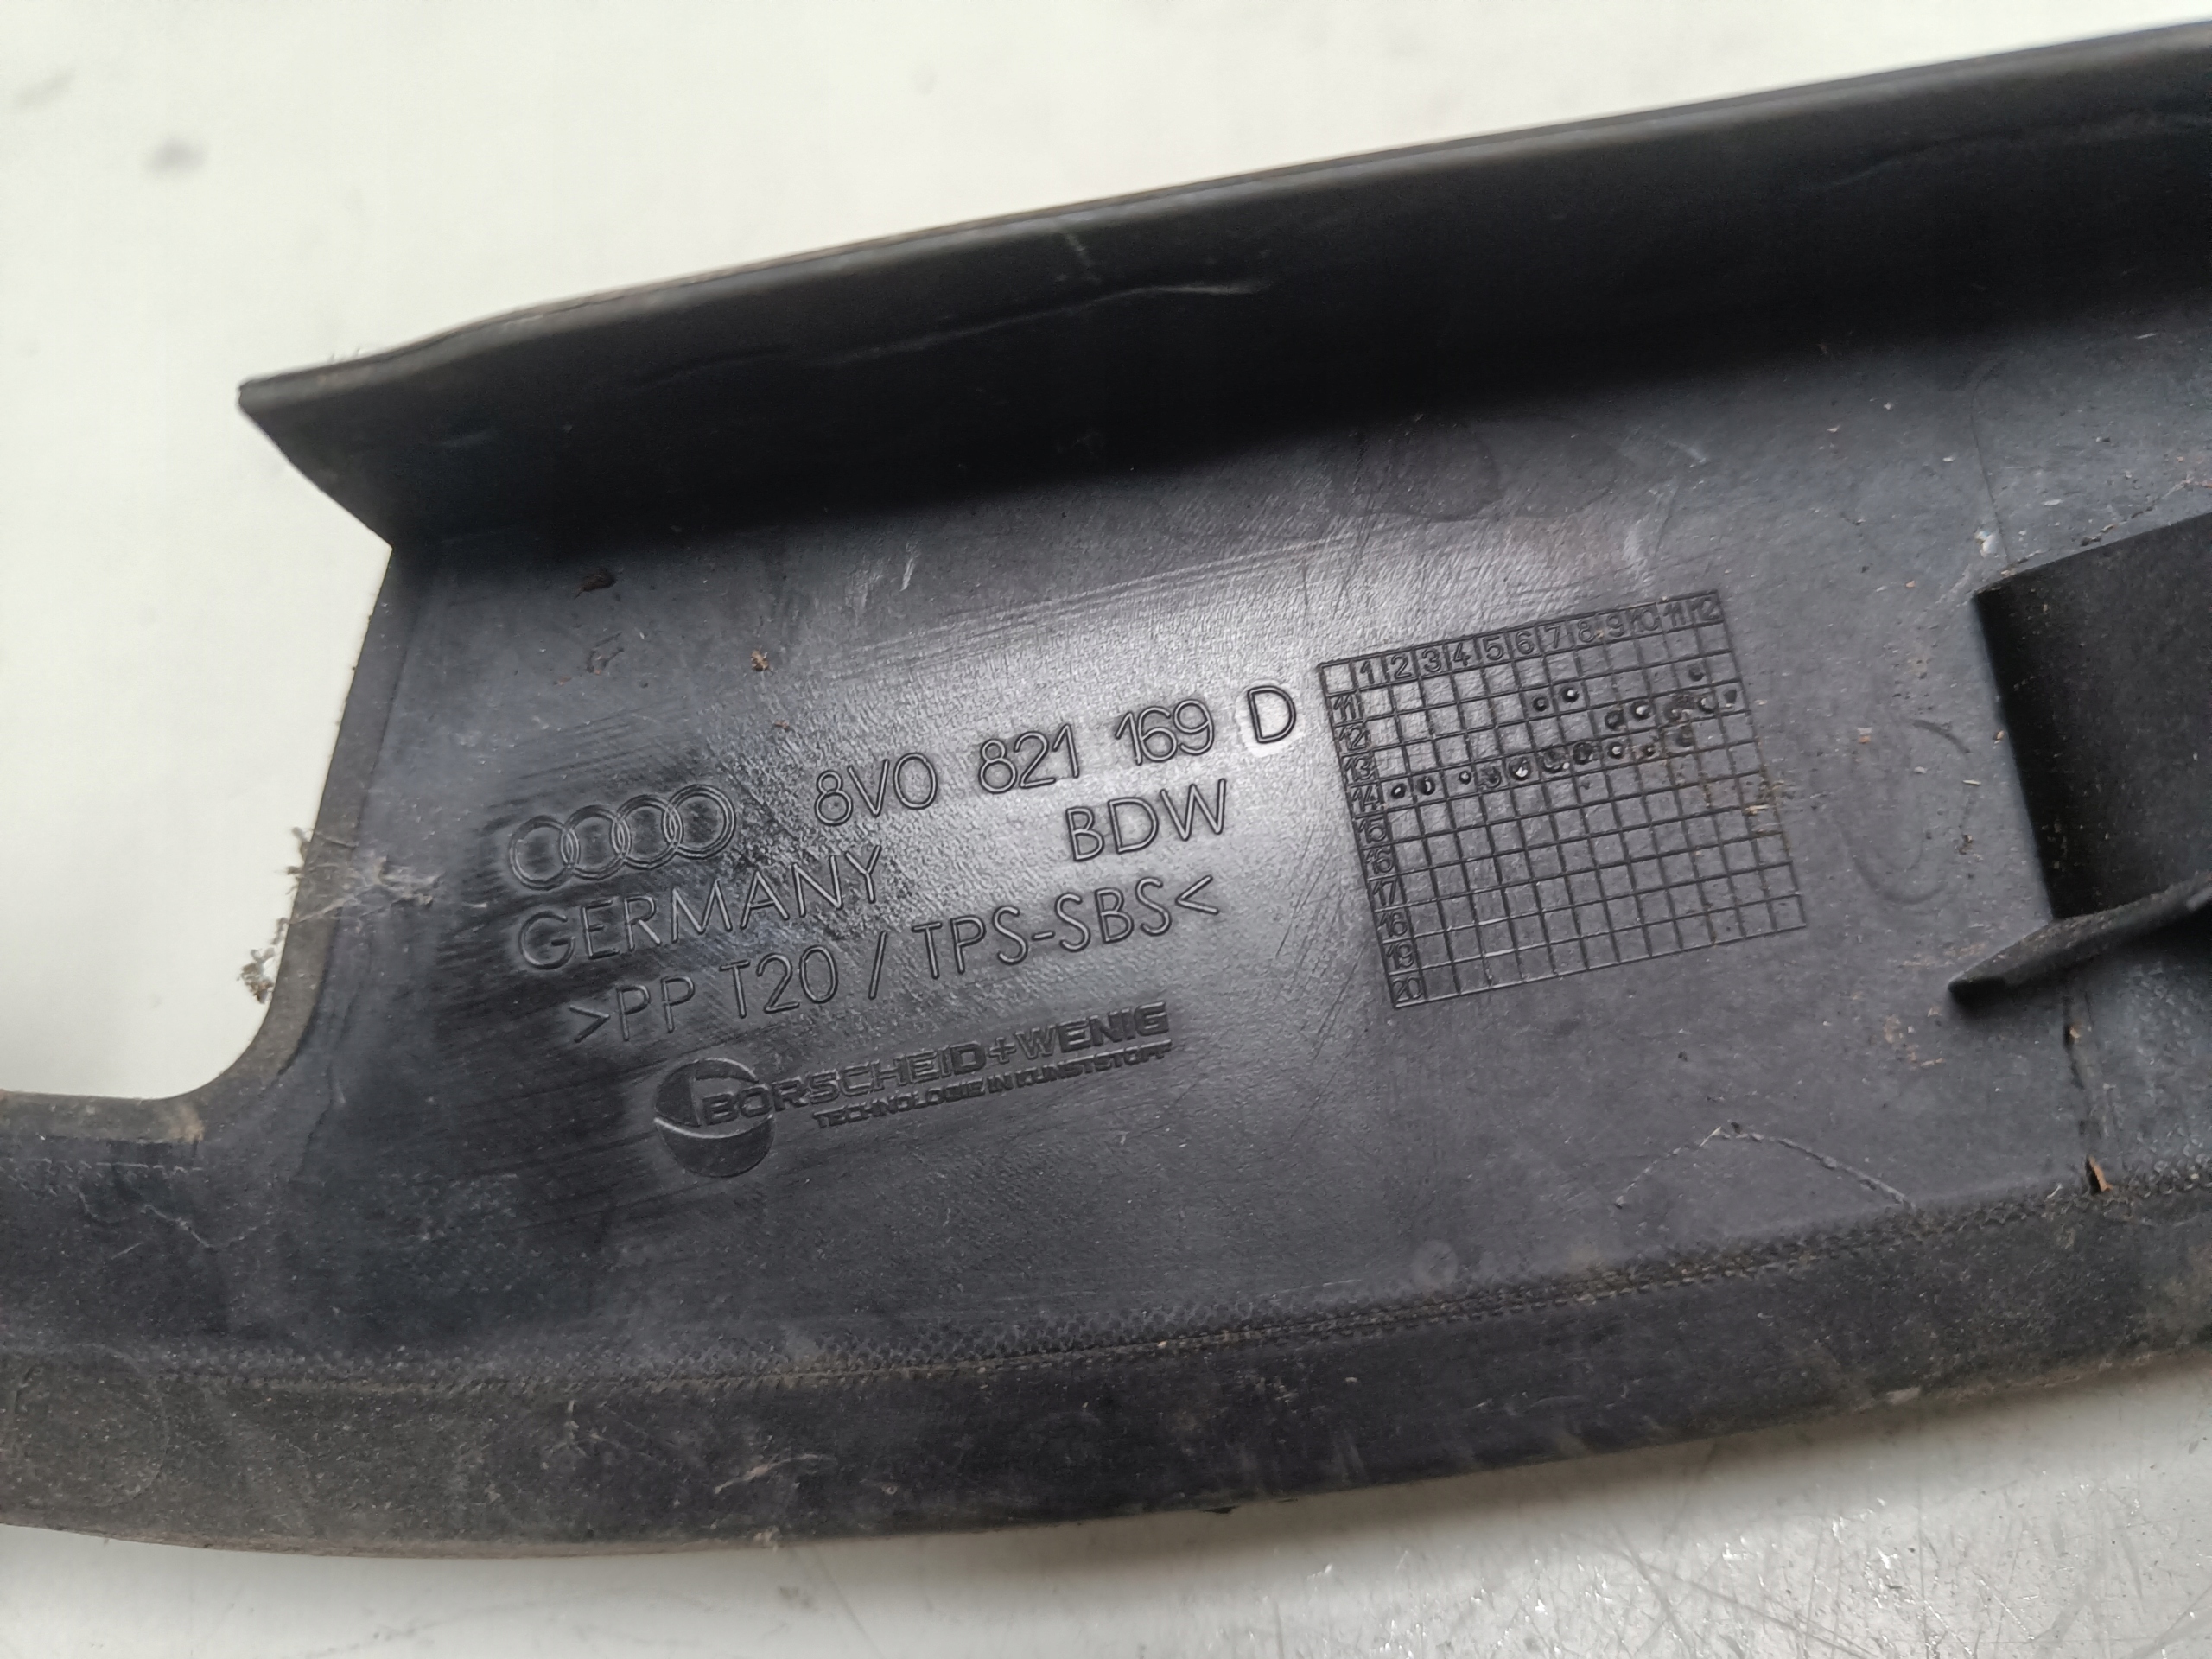 8V0 821 169 D
GERMANY BDW
>PP T20 / TPS-SBS<
BORSCHEID+WENIG
TECHNOLOGIE IN KUNSTSTOFF
1 2 3 4 5 6 7 8 9 10 11 12
11
12
13
14
15
16
17
18
19
20